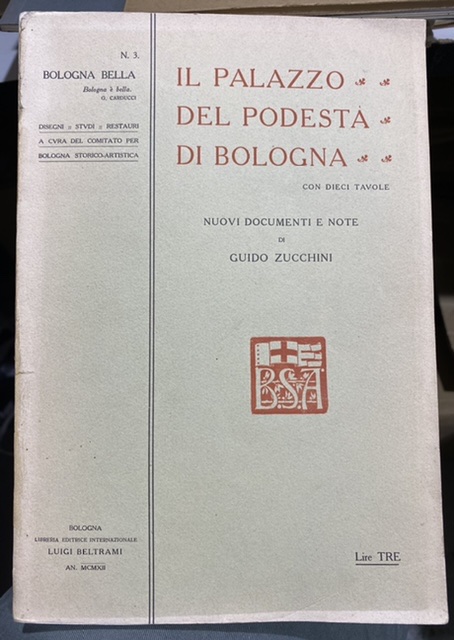 N. 3.
BOLOGNA BELLA
Bologna è bella.
G. CARDUCCI
DISEGNI :: STVDI :: RESTAURI
A CVRA DEL COMITATO PER
BOLOGNA STORICO-ARTISTICA
IL PALAZZO
DEL PODESTÀ
DI BOLOGNA
CON DIECI TAVOLE
NUOVI DOCUMENTI E NOTE
DI
GUIDO ZUCCHINI
B.S.A
BOLOGNA
LIBRERIA EDITRICE INTERNAZIONALE
LUIGI BELTRAMI
AN. MCMXII
Lire TRE